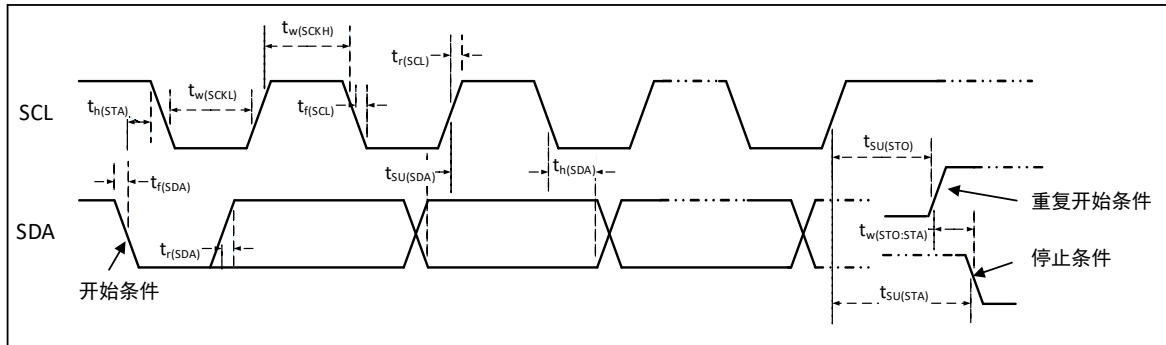 tw(SCKH)
tr(SCL)
th(STA)
tw(SCKL)
tf(SCL)
SCL
tSU(STO)
tSU(SDA)
th(SDA)
tf(SDA)
重复开始条件
SDA
tw(STO:STA)
tr(SDA)
停止条件
开始条件
tSU(STA)